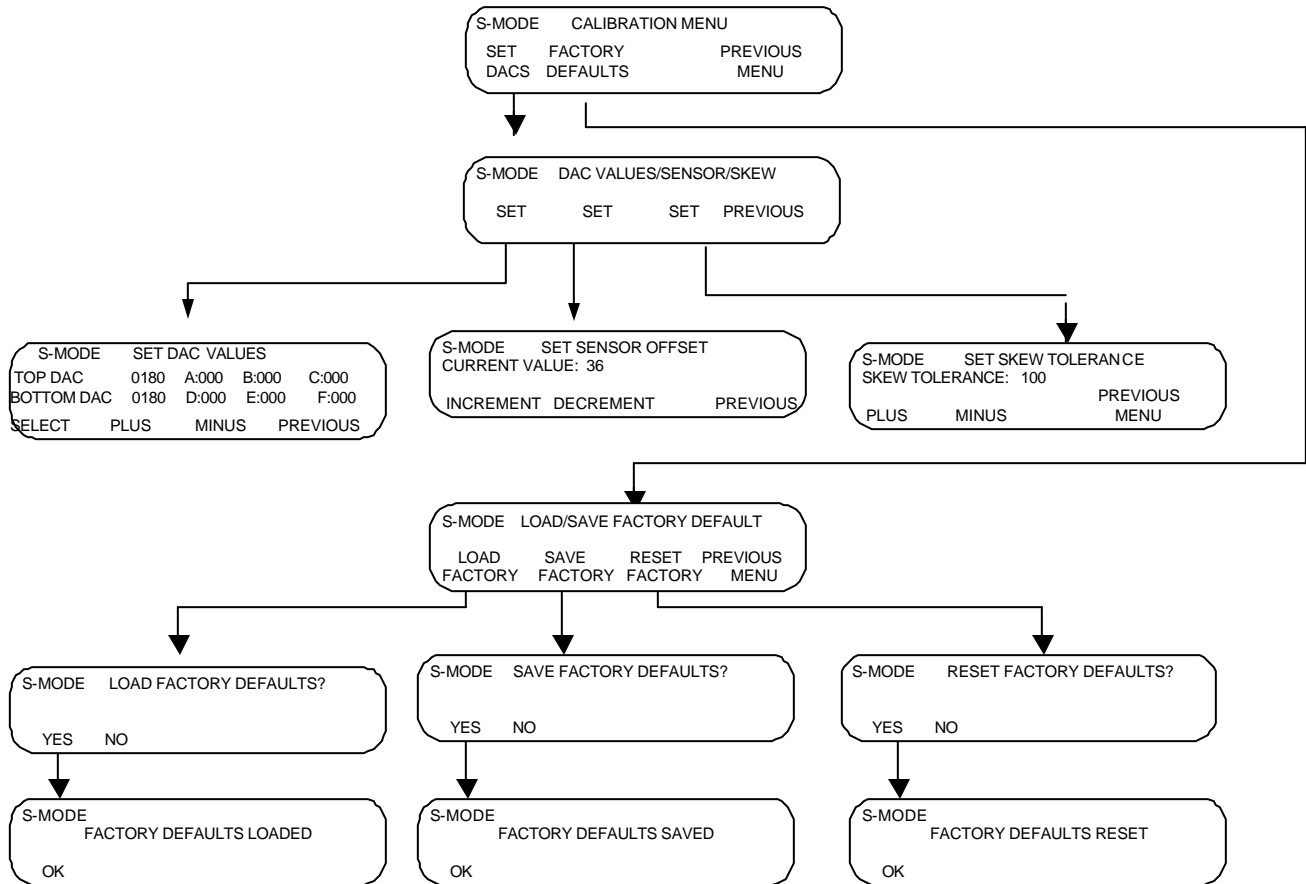 S-MODE CALIBRATION MENU
SET FACTORY PREVIOUS
DACS DEFAULTS MENU
S-MODE DAC VALUES/SENSOR/SKEW
SET SET SET PREVIOUS
S-MODE SET DAC VALUES
TOP DAC 0180 A:000 B:000 C:000
BOTTOM DAC 0180 D:000 E:000 F:000
SELECT PLUS MINUS PREVIOUS
S-MODE SET SENSOR OFFSET
CURRENT VALUE: 36
INCREMENT DECREMENT PREVIOUS
S-MODE SET SKEW TOLERANCE
SKEW TOLERANCE: 100
PREVIOUS
PLUS MINUS MENU
S-MODE LOAD/SAVE FACTORY DEFAULT
LOAD SAVE RESET PREVIOUS
FACTORY FACTORY FACTORY MENU
S-MODE LOAD FACTORY DEFAULTS?
YES NO
S-MODE SAVE FACTORY DEFAULTS?
YES NO
S-MODE RESET FACTORY DEFAULTS?
YES NO
S-MODE
FACTORY DEFAULTS LOADED
OK
S-MODE
FACTORY DEFAULTS SAVED
OK
S-MODE
FACTORY DEFAULTS RESET
OK